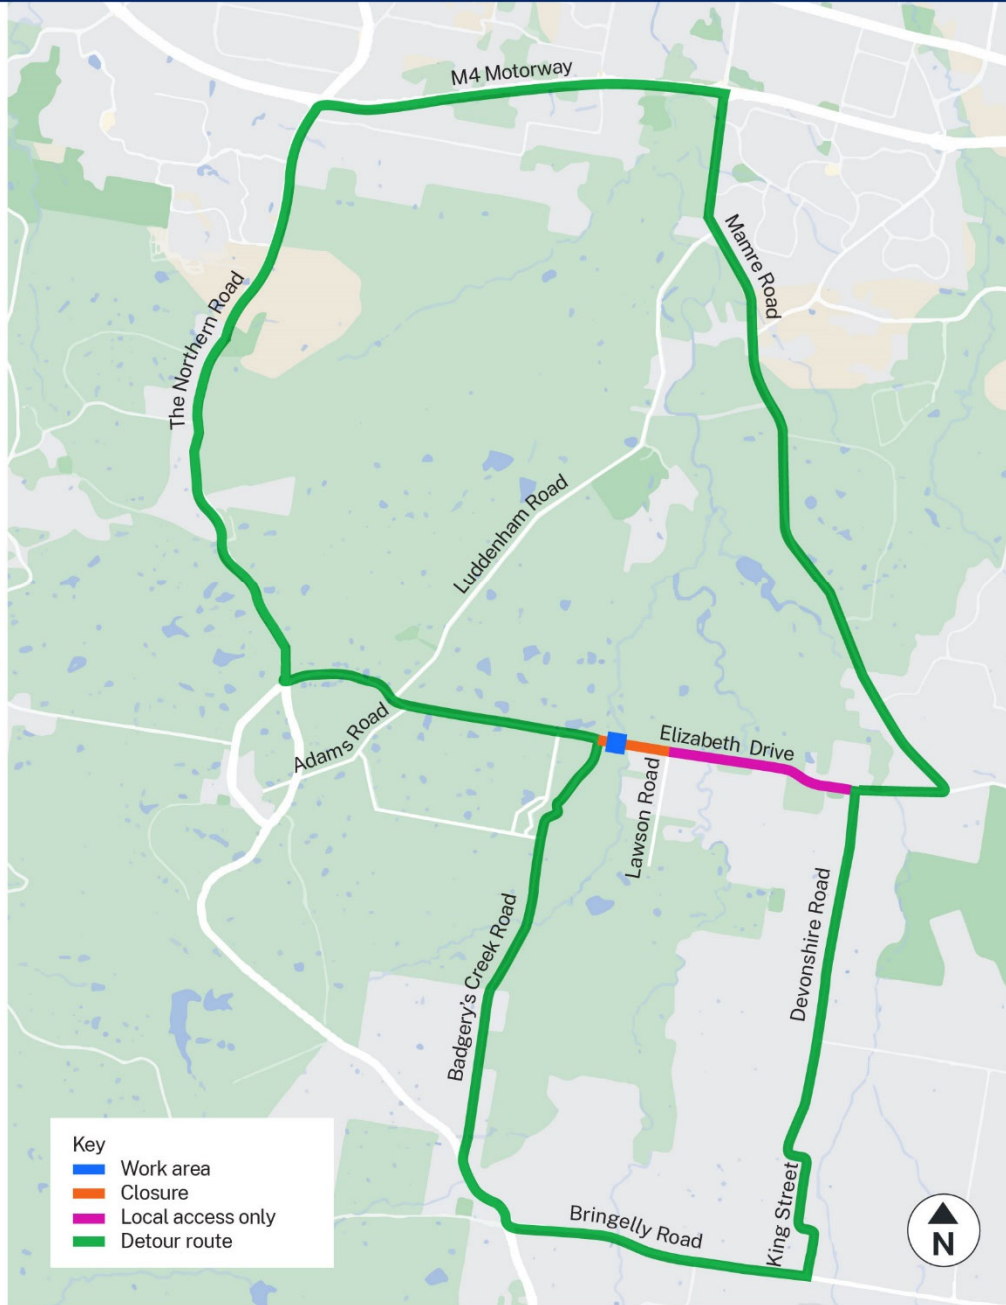 M4 Motorway
Mamre Road
The Northern Road
Luddenham Road
Elizabeth Drive
Adams Road
Lawson Road
Devonshire Road
Badgery's Creek Road
King Street
Bringelly Road
Key
Work area
Closure
Local access only
Detour route
N